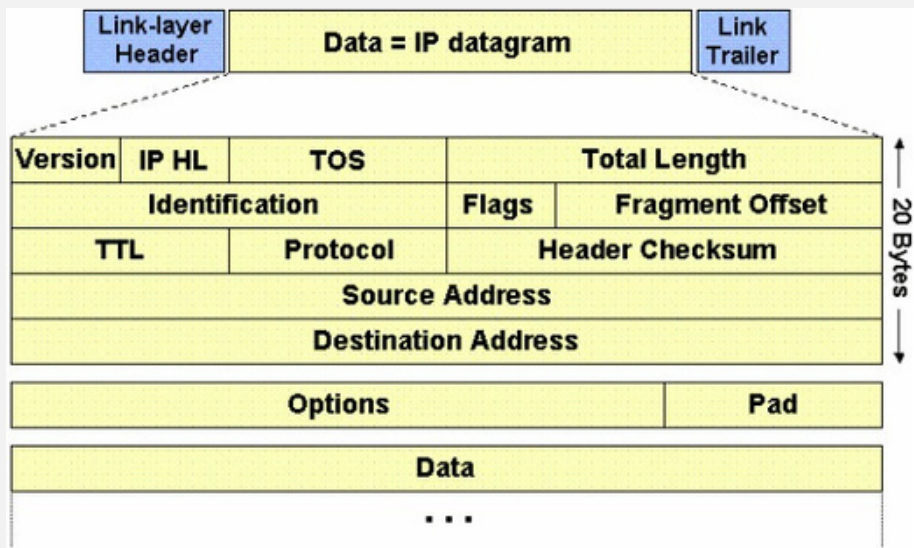 Link-layer
Header
Data = IP datagram
Link
Trailer
Version IP HL TOS Total Length
Identification Flags Fragment Offset
TTL Protocol Header Checksum
Source Address
Destination Address
20 Bytes
Options Pad
Data
...